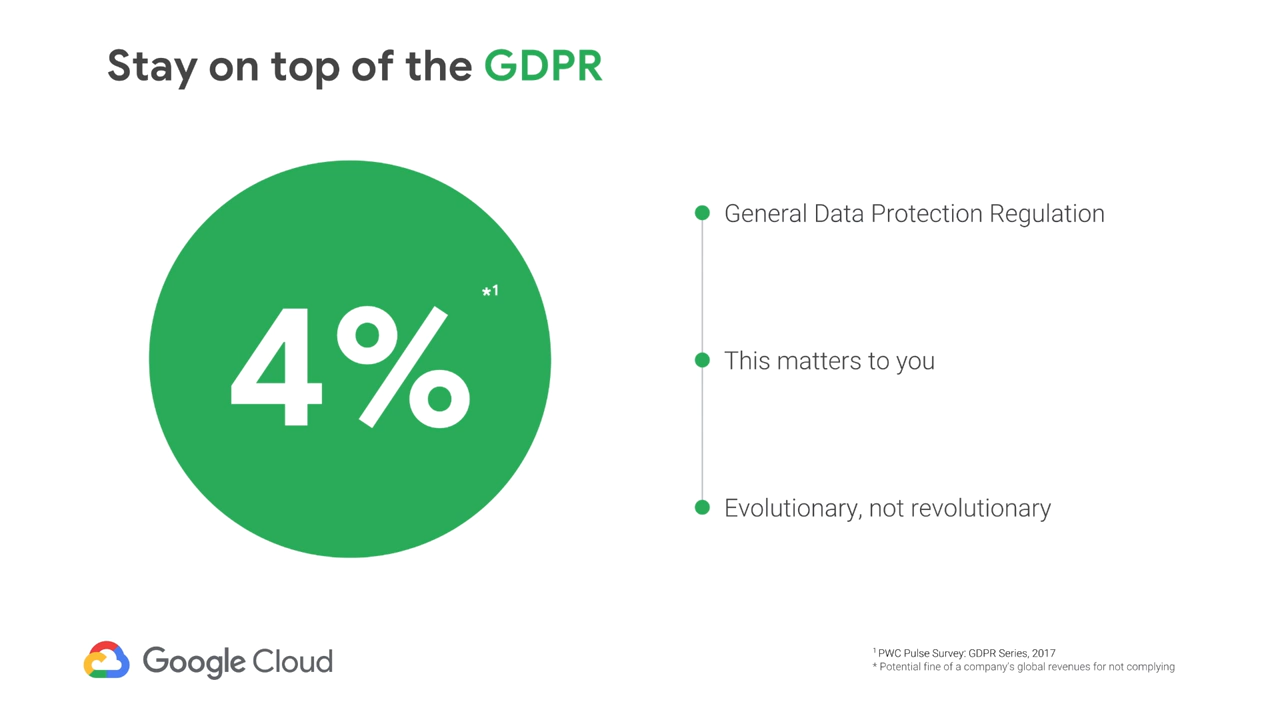 Stay on top of the GDPR
4%
*1
General Data Protection Regulation
This matters to you
Evolutionary, not revolutionary
Google Cloud
1 PWC Pulse Survey: GDPR Series, 2017
* Potential fine of a company's global revenues for not complying